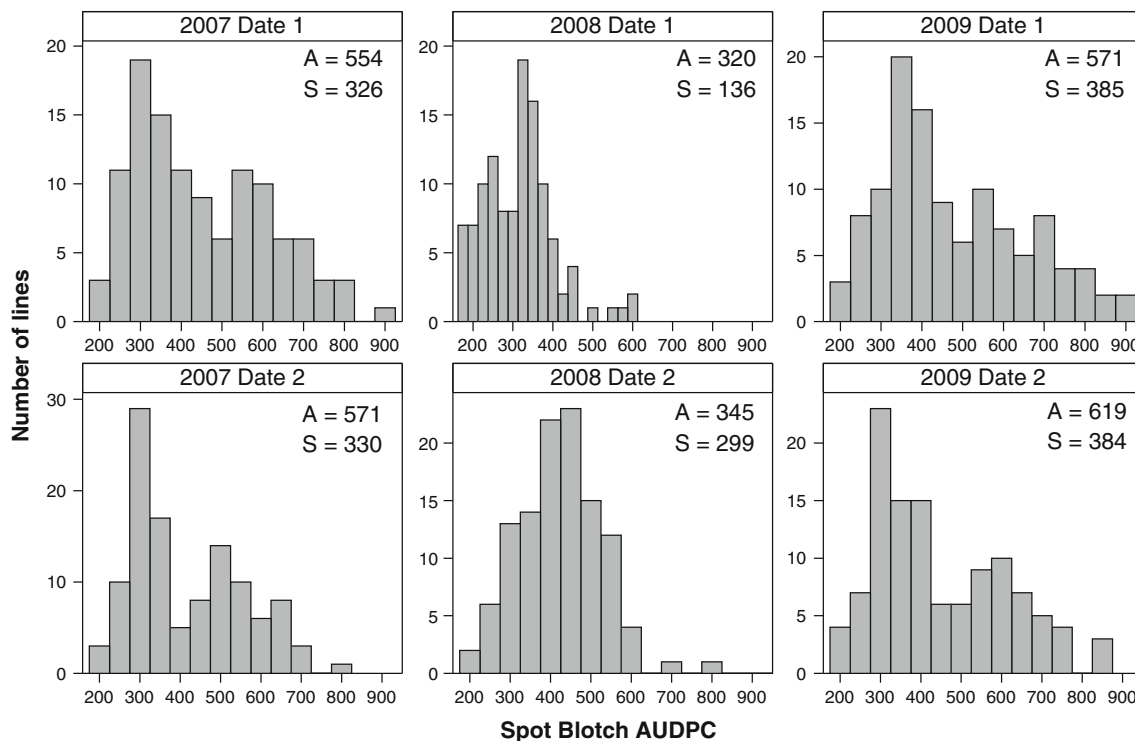 2007 Date 1
2008 Date 1
2009 Date 1
A = 554
S = 326
A = 320
S = 136
A = 571
S = 385
20
15
10
5
0
20
15
10
5
0
20
15
10
5
0
200 300 400 500 600 700 800 900
200 300 400 500 600 700 800 900
200 300 400 500 600 700 800 900
Number of lines
2007 Date 2
2008 Date 2
2009 Date 2
A = 571
S = 330
A = 345
S = 299
A = 619
S = 384
30
20
10
0
20
15
10
5
0
20
15
10
5
0
200 300 400 500 600 700 800 900
200 300 400 500 600 700 800 900
200 300 400 500 600 700 800 900
Spot Blotch AUDPC